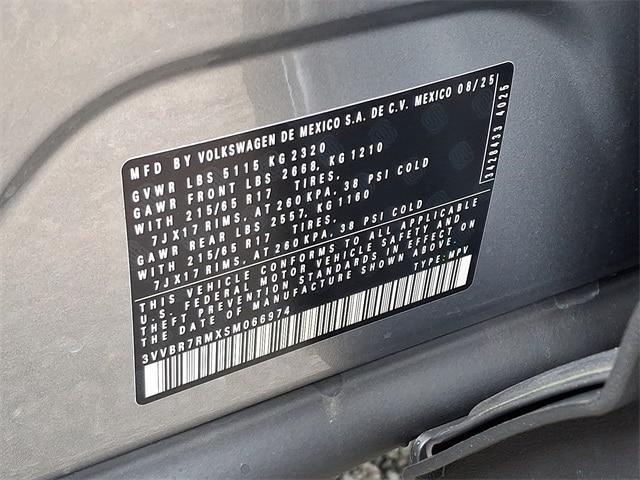 MFD BY VOLKSWAGEN DE MEXICO S.A. DE C.V. MEXICO 08/25
GVWR LBS 5115 KG 2320
GAWR FRONT LBS 2668, KG 1210
WITH 215/65 R17 TIRES,
7JX17 RIMS, AT 260 KPA, 38 PSI COLD
GAWR REAR LBS 2557, KG 1160
WITH 215/65 R17 TIRES,
7JX17 RIMS, AT 260 KPA, 38 PSI COLD
THIS VEHICLE CONFORMS TO ALL APPLICABLE
U.S. FEDERAL MOTOR VEHICLE SAFETY AND
THEFT PREVENTION STANDARDS IN EFFECT ON
THE DATE OF MANUFACTURE SHOWN ABOVE.
3VVBR7RMXSM066974 TYPE: MPV
3428433 4025